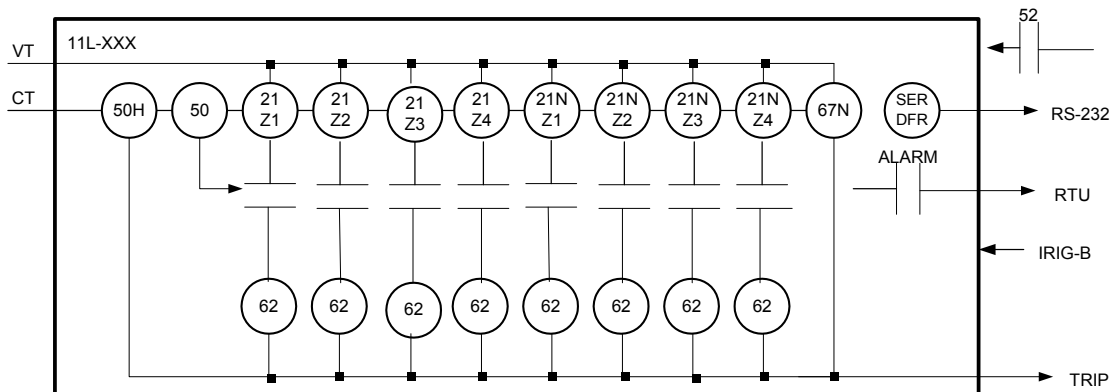 52
11L-XXX
VT
CT
50H
50
21
Z1
21
Z2
21
Z3
21
Z4
21N
Z1
21N
Z2
21N
Z3
21N
Z4
67N
SER
DFR
RS-232
ALARM
RTU
IRIG-B
62
62
62
62
62
62
62
62
TRIP